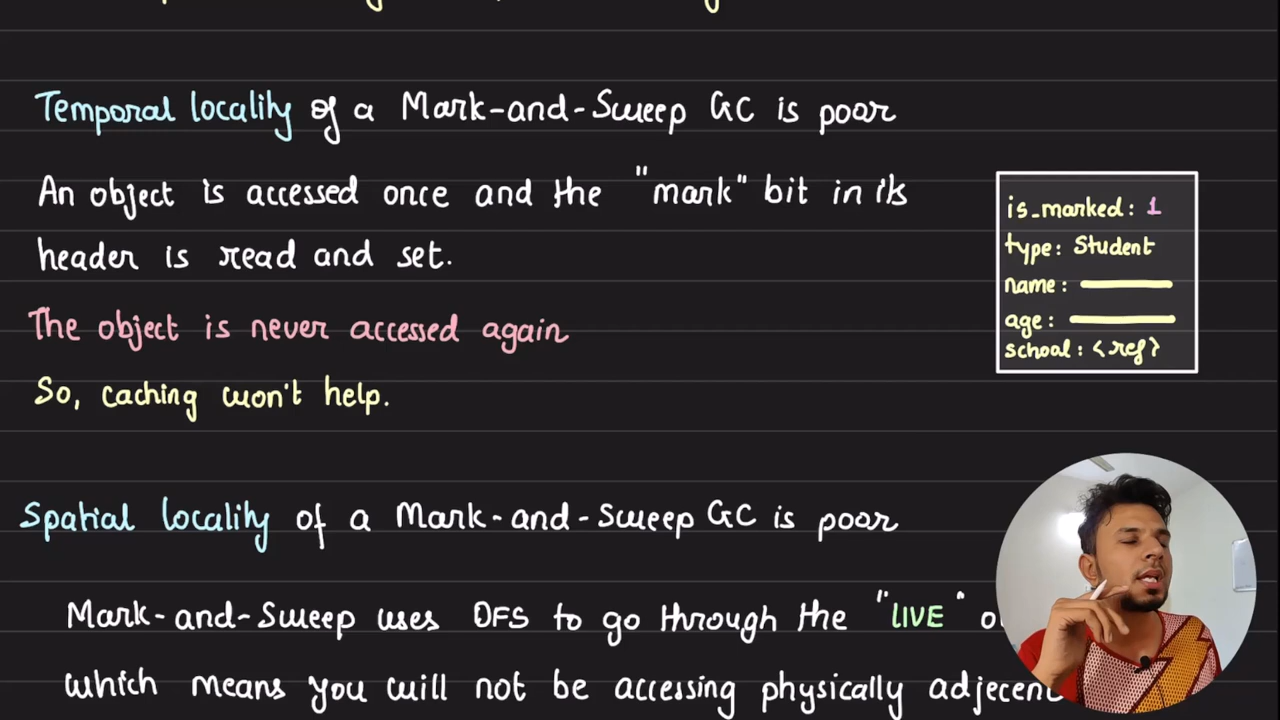 Temporal locality of a Mark-and-Sweep GC is poor
An object is accessed once and the "mark" bit in its
header is read and set.
The object is never accessed again
So, caching won't help.
is_marked: 1
type: Student
name:
age:
school: <ref>
Spatial locality of a Mark-and-Sweep GC is poor
Mark-and-Sweep uses DFS to go through the "LIVE"
which means you will not be accessing physically